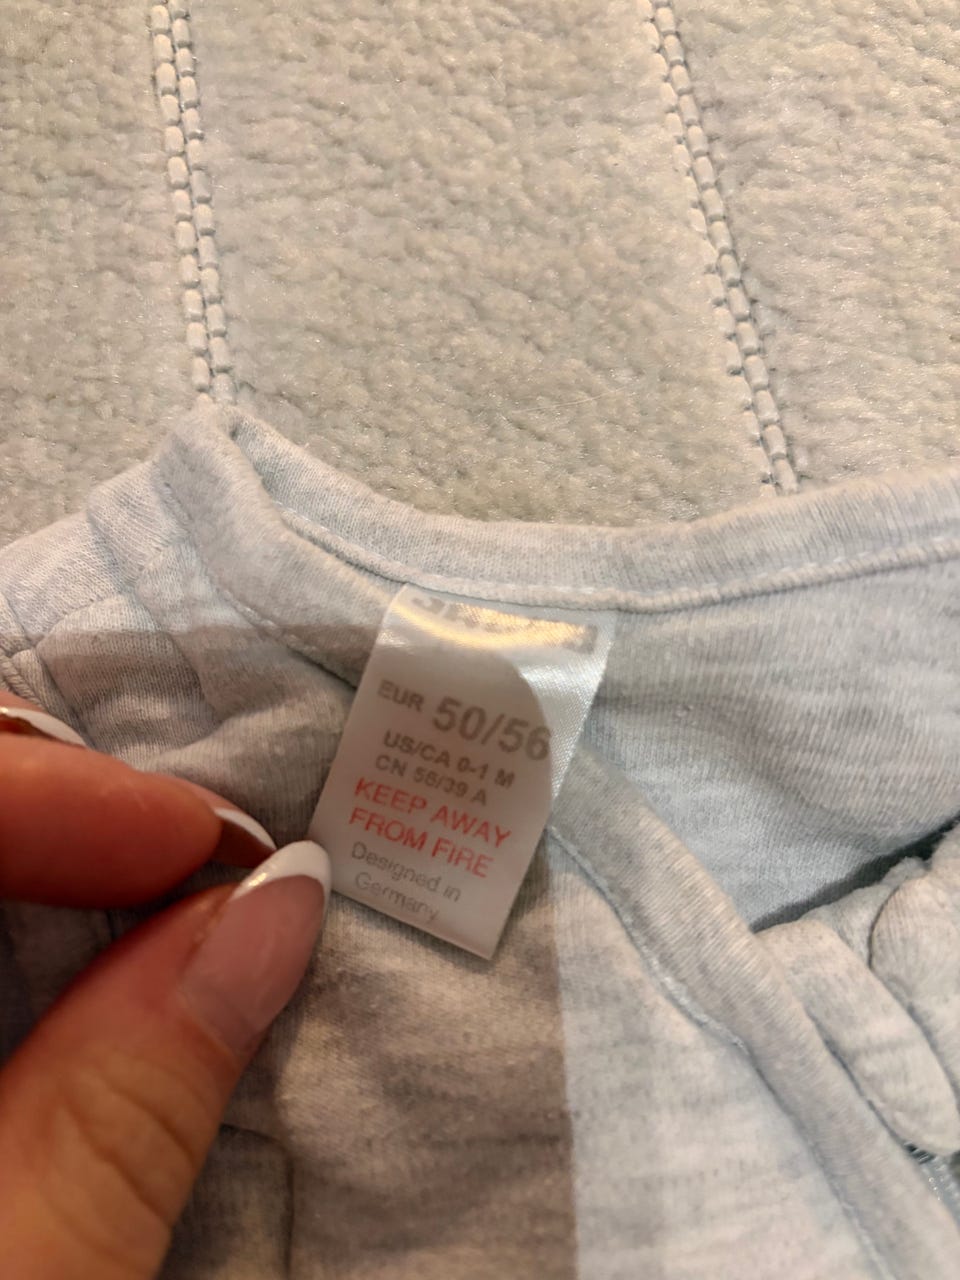 EUR 50/56
US/CA 0-1 M
CN 56/39 A
KEEP AWAY
FROM FIRE
Designed in
Germany